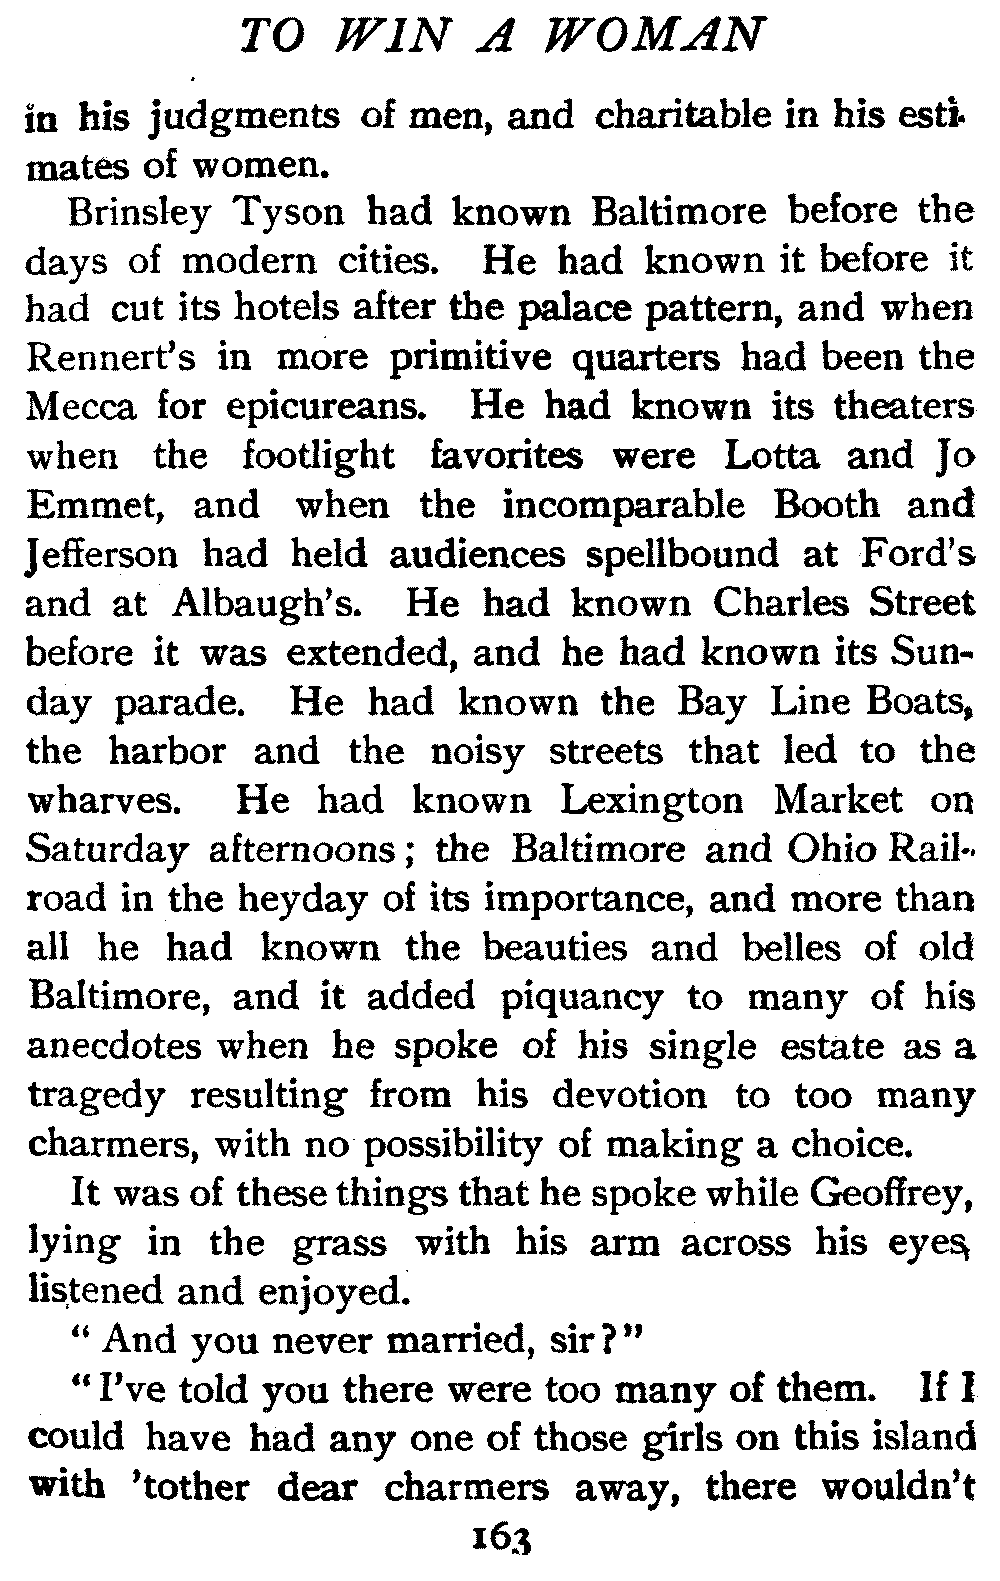 TO WIN A WOMAN
in his judgments of men, and charitable in his esti-
mates of women.
Brinsley Tyson had known Baltimore before the
days of modern cities. He had known it before it
had cut its hotels after the palace pattern, and when
Rennert's in more primitive quarters had been the
Mecca for epicureans. He had known its theaters
when the footlight favorites were Lotta and Jo
Emmet, and when the incomparable Booth and
Jefferson had held audiences spellbound at Ford's
and at Albaugh's. He had known Charles Street
before it was extended, and he had known its Sun-
day parade. He had known the Bay Line Boats,
the harbor and the noisy streets that led to the
wharves. He had known Lexington Market on
Saturday afternoons; the Baltimore and Ohio Rail-
road in the heyday of its importance, and more than
all he had known the beauties and belles of old
Baltimore, and it added piquancy to many of his
anecdotes when he spoke of his single estate as a
tragedy resulting from his devotion to too many
charmers, with no possibility of making a choice.
It was of these things that he spoke while Geoffrey,
lying in the grass with his arm across his eyes,
listened and enjoyed.
"And you never married, sir?"
"I've told you there were too many of them. If I
could have had any one of those girls on this island
with 'tother dear charmers away, there wouldn't
163